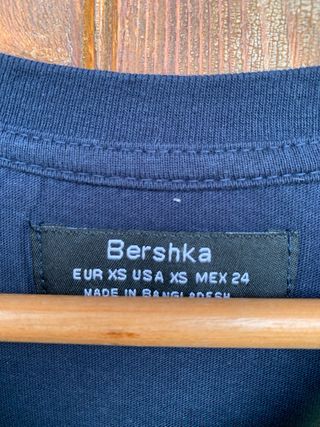 Bershka
EUR XS USA XS MEX 24
MADE IN BANGLADESH